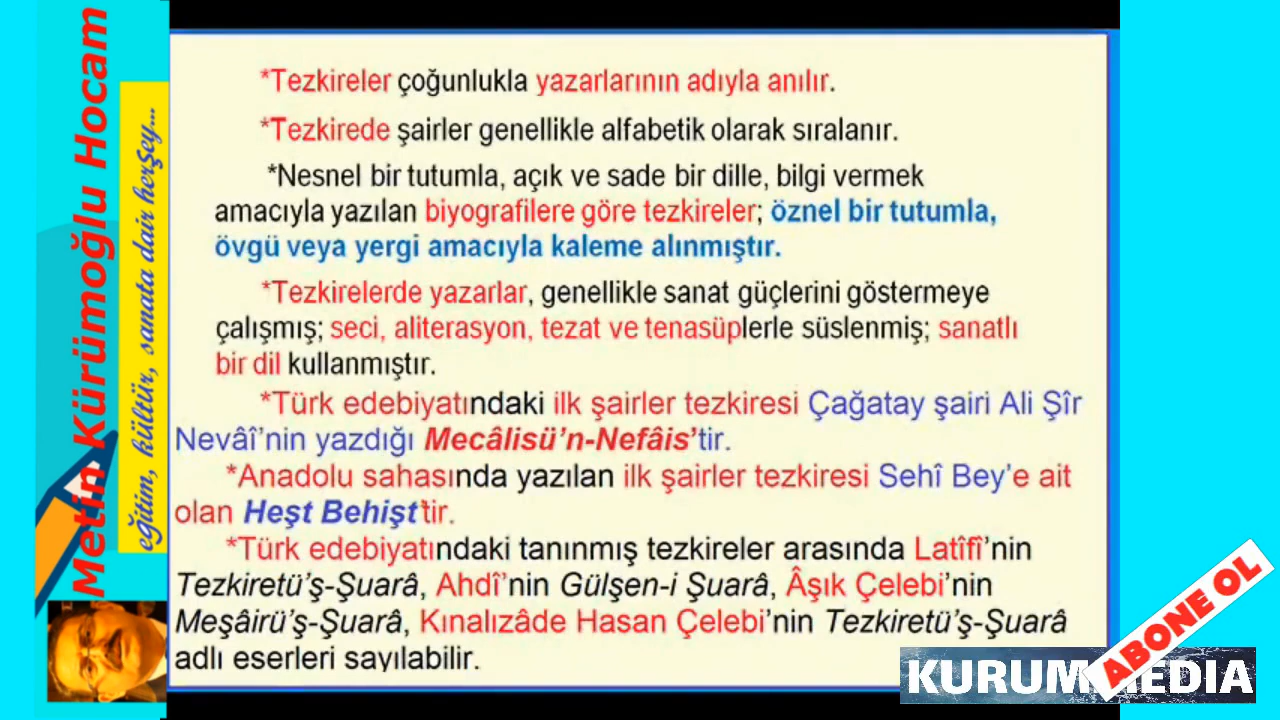 Metin Kürümoğlu Hocam
eğitim, kültür, sanata dair herşey...
*Tezkireler çoğunlukla yazarlarının adıyla anılır.
*Tezkirede şairler genellikle alfabetik olarak sıralanır.
*Nesnel bir tutumla, açık ve sade bir dille, bilgi vermek
amacıyla yazılan biyografilere göre tezkireler; öznel bir tutumla,
övgü veya yergi amacıyla kaleme alınmıştır.
*Tezkirelerde yazarlar, genellikle sanat güçlerini göstermeye
çalışmış; seci, aliterasyon, tezat ve tenasüplerle süslenmiş; sanatlı
bir dil kullanmıştır.
*Türk edebiyatındaki ilk şairler tezkiresi Çağatay şairi Ali Şîr
Nevâî’nin yazdığı Mecâlisü’n-Nefâis’tir.
*Anadolu sahasında yazılan ilk şairler tezkiresi Sehî Bey’e ait
olan Heşt Behişt’tir.
*Türk edebiyatındaki tanınmış tezkireler arasında Latîfî’nin
Tezkiretü’ş-Şuarâ, Ahdî’nin Gülşen-i Şuarâ, Âşık Çelebi’nin
Meşâirü’ş-Şuarâ, Kınalızâde Hasan Çelebi’nin Tezkiretü’ş-Şuarâ
adlı eserleri sayılabilir.
ABONE OL
KURUM MEDIA